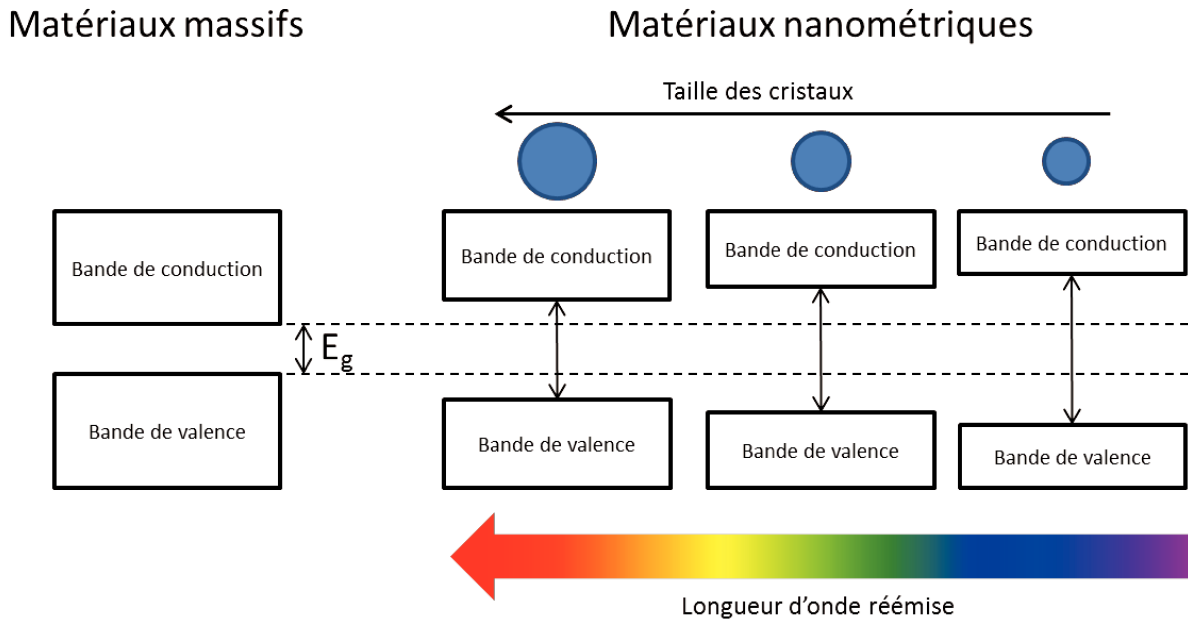 Matériaux massifs
Matériaux nanométriques
Taille des cristaux
Bande de conduction
Bande de conduction
Bande de conduction
Bande de conduction
Eg
Bande de valence
Bande de valence
Bande de valence
Bande de valence
Longueur d'onde réémise